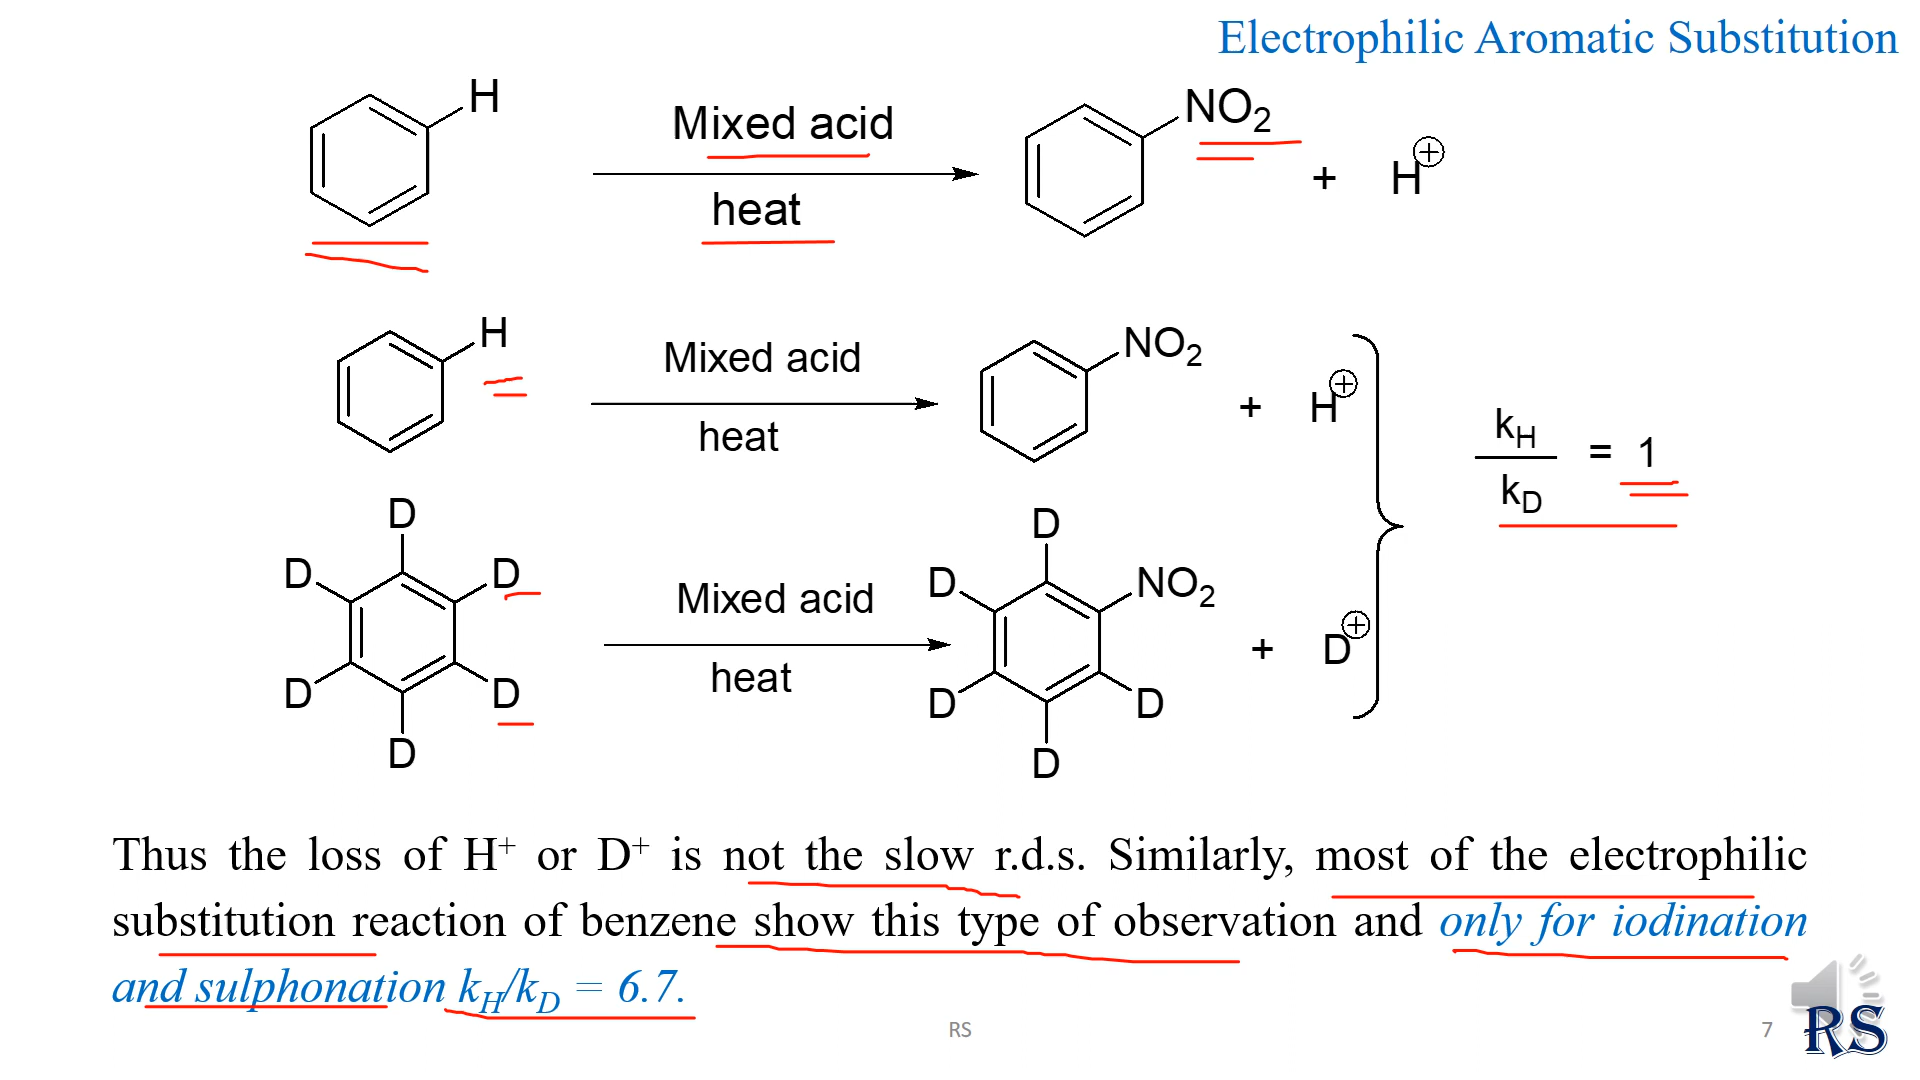 Electrophilic Aromatic Substitution
H
Mixed acid
heat
NO₂
+ H⊕
H
Mixed acid
heat
NO₂
+ H⊕
kH
kD
= 1
D
D
D
D
D
D
Mixed acid
heat
D
D
NO₂
D
D
D
+ D⊕
Thus the loss of H⁺ or D⁺ is not the slow r.d.s. Similarly, most of the electrophilic
substitution reaction of benzene show this type of observation and only for iodination
and sulphonation kH/kD = 6.7.
RS
7
RS